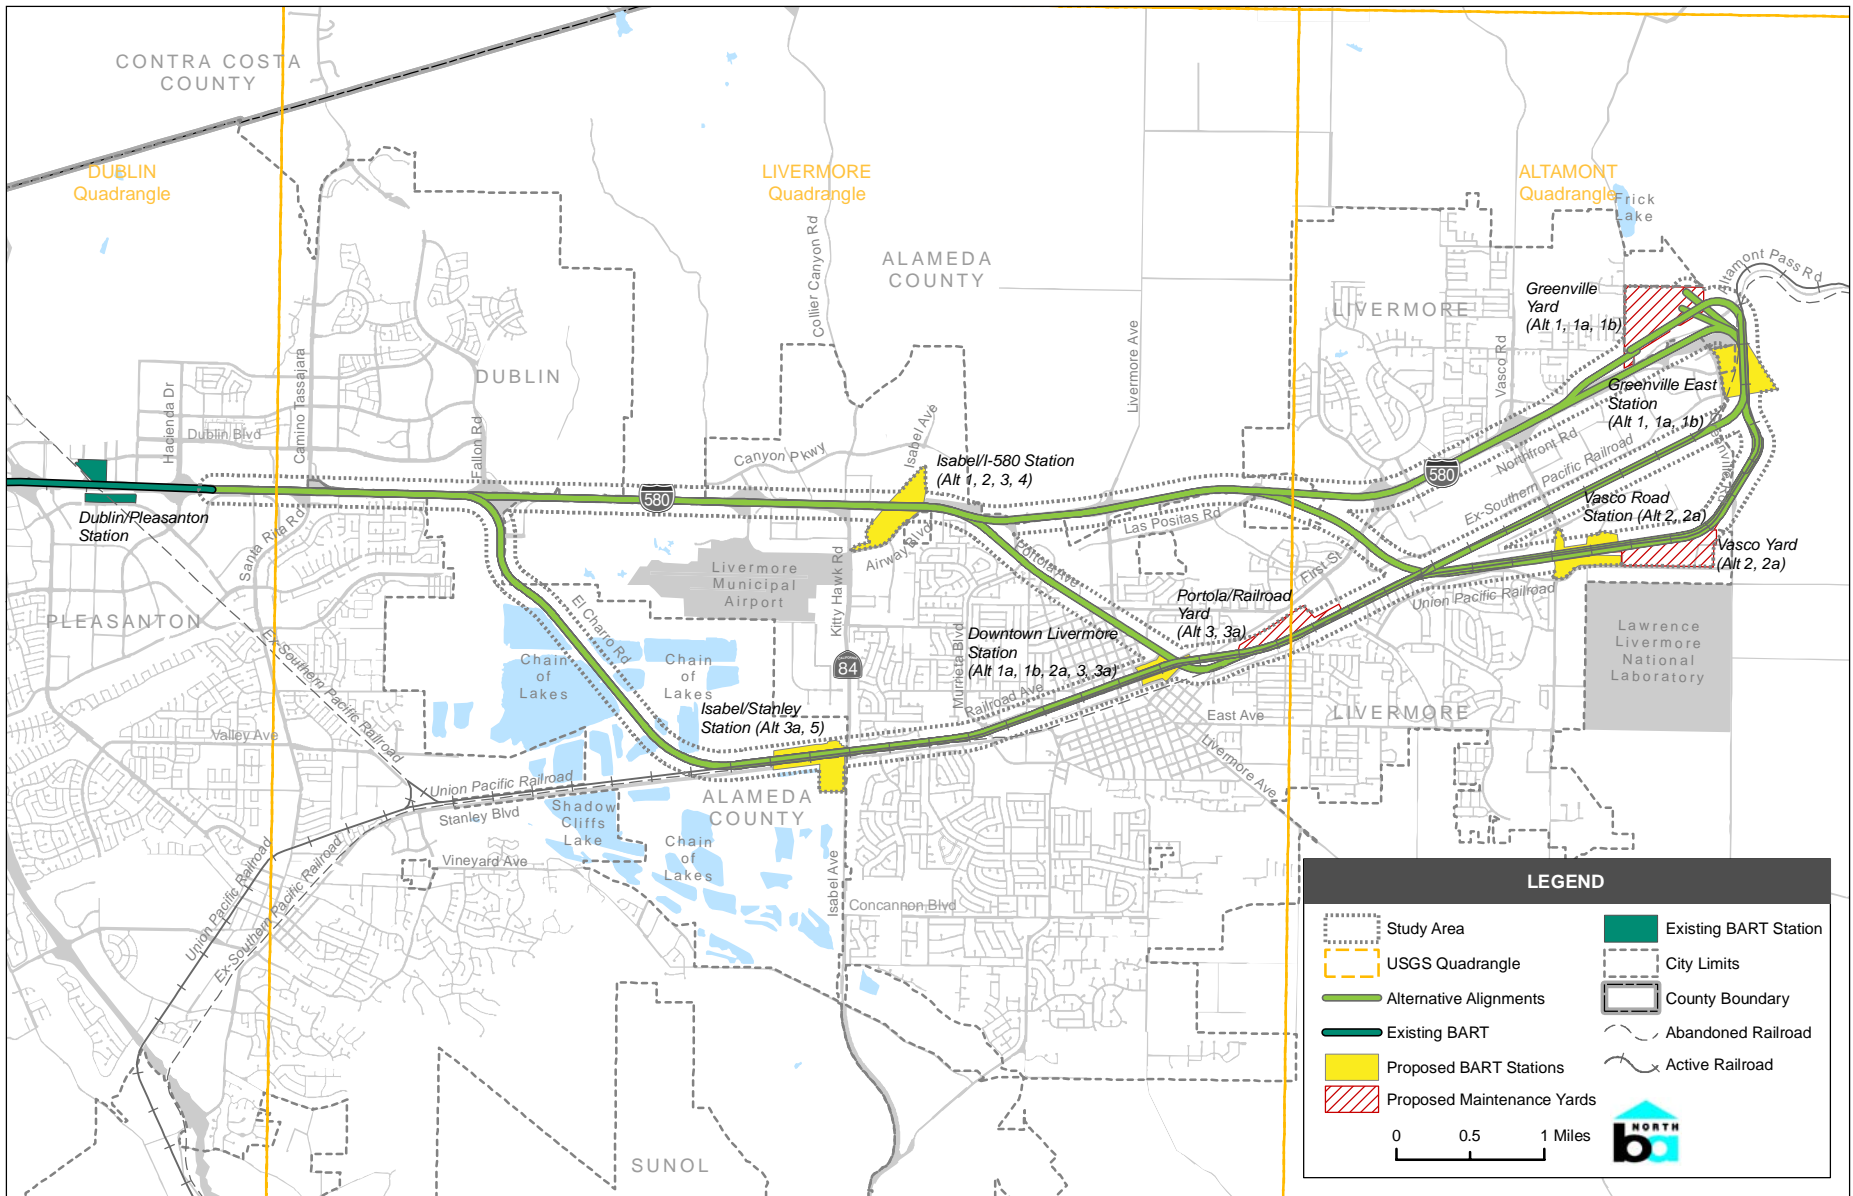 CONTRA COSTA
COUNTY
DUBLIN
Quadrangle
LIVERMORE
Quadrangle
ALTAMONT
Quadrangle
Frick
Lake
Altamont Pass Rd
Collier Canyon Rd
ALAMEDA
COUNTY
Greenville
Yard
(Alt 1, 1a, 1b)
LIVERMORE
Livermore Ave
Vasco Rd
Camino Tassajara
Hacienda Dr
DUBLIN
Dublin Blvd
Fallon Rd
Greenville East
Station
(Alt 1, 1a, 1b)
Greenville Rd
Canyon Pkwy
Isabel Ave
Isabel/I-580 Station
(Alt 1, 2, 3, 4)
Northfront Rd
Ex-Southern Pacific Railroad
580
580
Dublin/Pleasanton
Station
Santa Rita Rd
Las Positas Rd
Vasco Road
Station (Alt 2, 2a)
Airway Blvd
Portola Ave
First St
Vasco Yard
(Alt 2, 2a)
Livermore
Municipal
Airport
Kitty Hawk Rd
Union Pacific Railroad
Portola/Railroad
Yard
(Alt 3, 3a)
PLEASANTON
El Charro Rd
Ex-Southern Pacific Railroad
Murrieta Blvd
Downtown Livermore
Station
(Alt 1a, 1b, 2a, 3, 3a)
Lawrence
Livermore
National
Laboratory
Chain
of
Lakes
Chain
of
Lakes
84
Railroad Ave
Isabel/Stanley
Station (Alt 3a, 5)
East Ave
LIVERMORE
Valley Ave
Livermore Ave
Union Pacific Railroad
Stanley Blvd
ALAMEDA
COUNTY
Shadow
Cliffs
Lake
Chain
of
Lakes
Vineyard Ave
Union Pacific Railroad
Ex-Southern Pacific Railroad
Isabel Ave
Concannon Blvd
SUNOL
LEGEND
Study Area
USGS Quadrangle
Alternative Alignments
Existing BART
Proposed BART Stations
Proposed Maintenance Yards
Existing BART Station
City Limits
County Boundary
Abandoned Railroad
Active Railroad
0 0.5 1 Miles
NORTH
ba